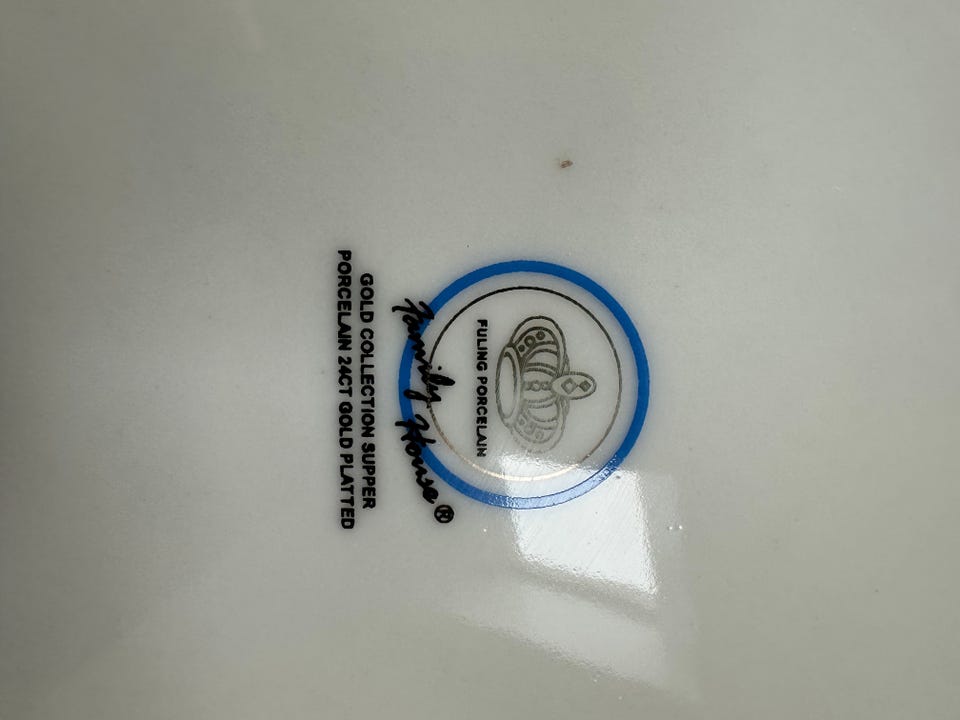 FULING PORCELAIN
Family House®
GOLD COLLECTION SUPPER
PORCELAIN 24CT GOLD PLATTED